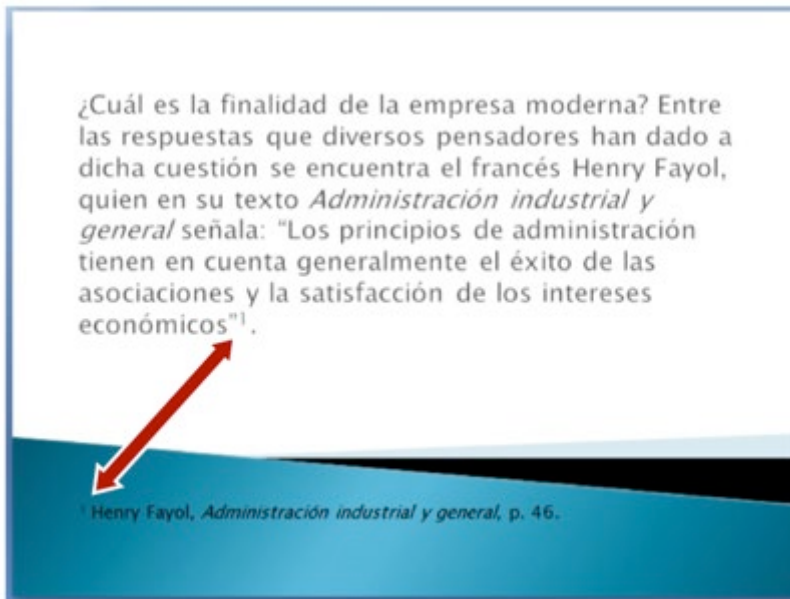 ¿Cuál es la finalidad de la empresa moderna? Entre
las respuestas que diversos pensadores han dado a
dicha cuestión se encuentra el francés Henry Fayol,
quien en su texto Administración industrial y
general señala: “Los principios de administración
tienen en cuenta generalmente el éxito de las
asociaciones y la satisfacción de los intereses
económicos”¹.
¹ Henry Fayol, Administración industrial y general, p. 46.